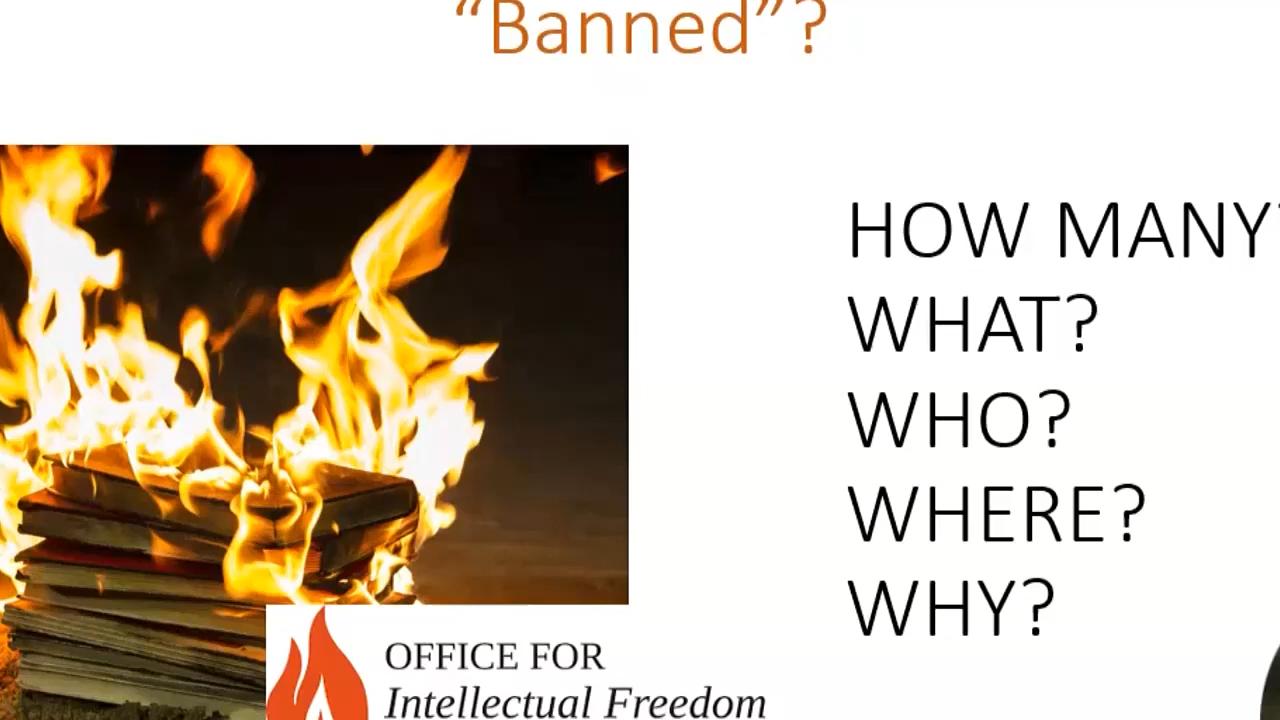 “Banned”?
HOW MANY?
WHAT?
WHO?
WHERE?
WHY?
OFFICE FOR
Intellectual Freedom